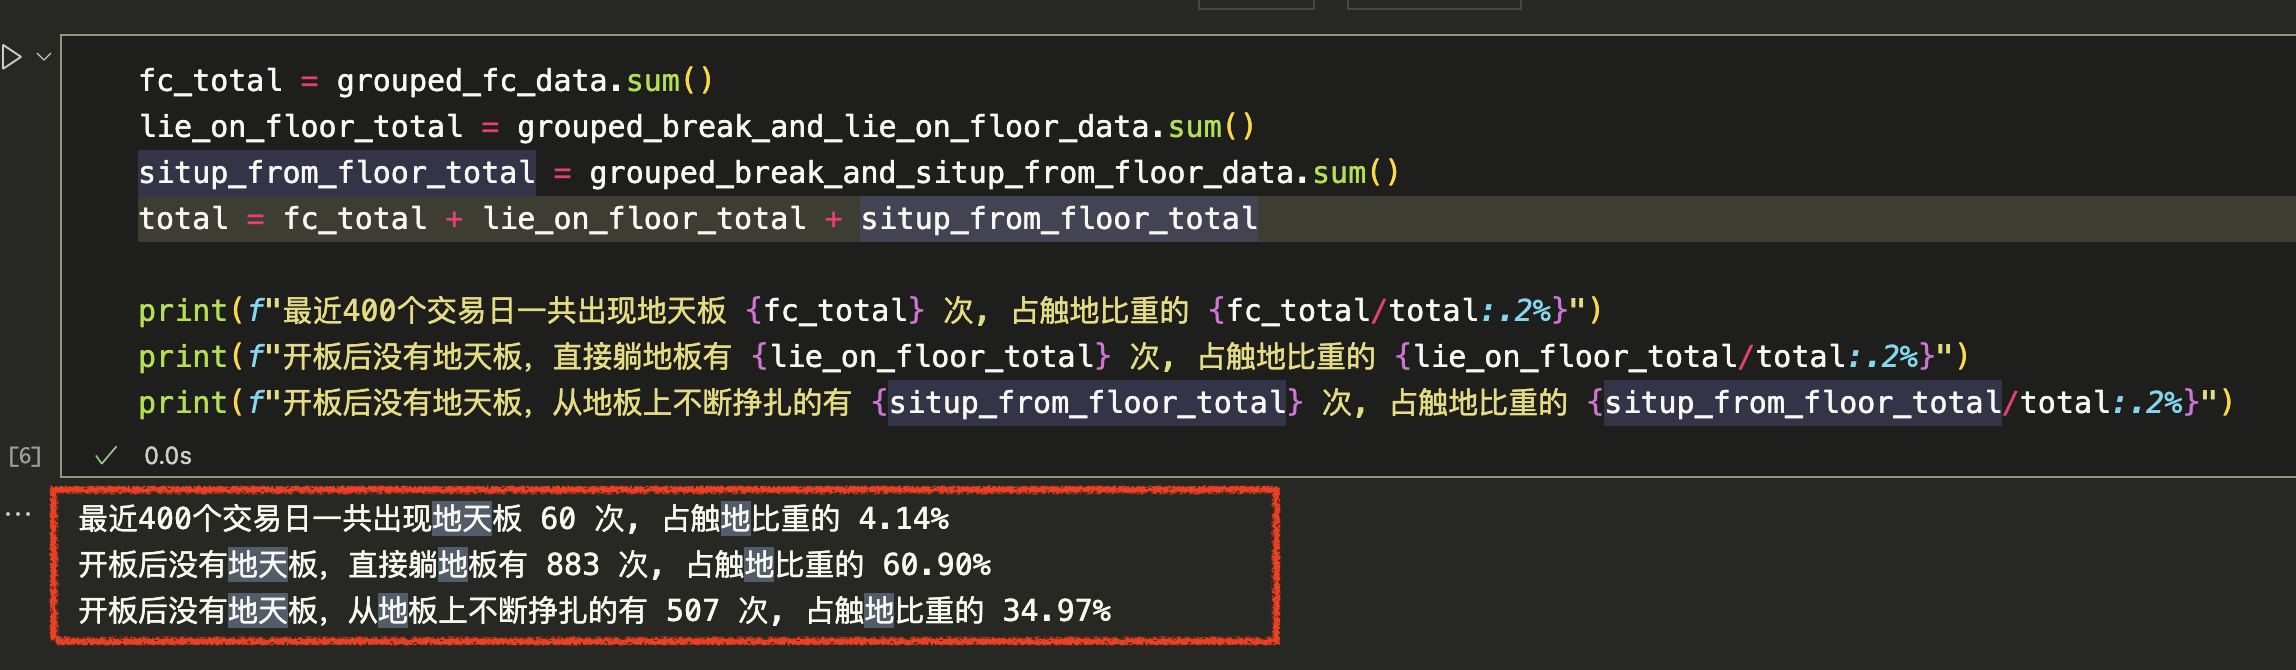 fc_total = grouped_fc_data.sum()
lie_on_floor_total = grouped_break_and_lie_on_floor_data.sum()
situp_from_floor_total = grouped_break_and_situp_from_floor_data.sum()
total = fc_total + lie_on_floor_total + situp_from_floor_total
print(f"最近400个交易日一共出现地天板 {fc_total} 次, 占触地比重的 {fc_total/total:.2%}")
print(f"开板后没有地天板，直接躺地板有 {lie_on_floor_total} 次, 占触地比重的 {lie_on_floor_total/total:.2%}")
print(f"开板后没有地天板，从地板上不断挣扎的有 {situp_from_floor_total} 次, 占触地比重的 {situp_from_floor_total/total:.2%}")
[6] 0.0s
最近400个交易日一共出现地天板 60 次, 占触地比重的 4.14%
开板后没有地天板，直接躺地板有 883 次, 占触地比重的 60.90%
开板后没有地天板，从地板上不断挣扎的有 507 次, 占触地比重的 34.97%